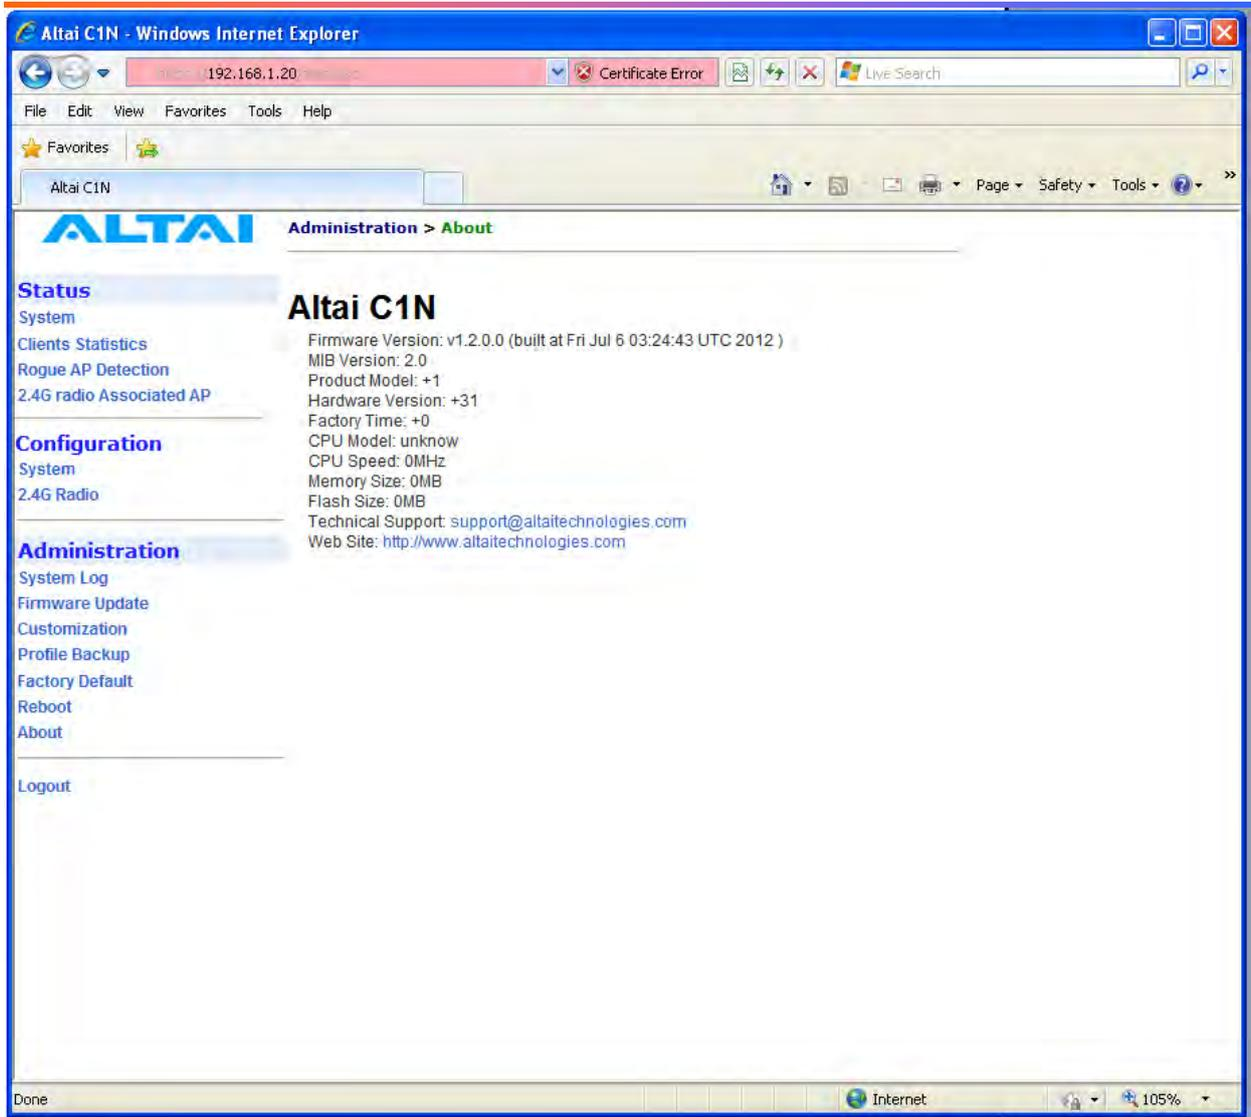 Altai C1N - Windows Internet Explorer
192.168.1.20
Certificate Error
Live Search
File Edit View Favorites Tools Help
Favorites
Altai C1N
Page Safety Tools
ALTAI
Administration > About
Status
System
Clients Statistics
Rogue AP Detection
2.4G radio Associated AP
Configuration
System
2.4G Radio
Administration
System Log
Firmware Update
Customization
Profile Backup
Factory Default
Reboot
About
Logout
Altai C1N
Firmware Version: v1.2.0.0 (built at Fri Jul 6 03:24:43 UTC 2012 )
MIB Version: 2.0
Product Model: +1
Hardware Version: +31
Factory Time: +0
CPU Model: unknow
CPU Speed: 0MHz
Memory Size: 0MB
Flash Size: 0MB
Technical Support: support@altaitechnologies.com
Web Site: http://www.altaitechnologies.com
Done
Internet
105%